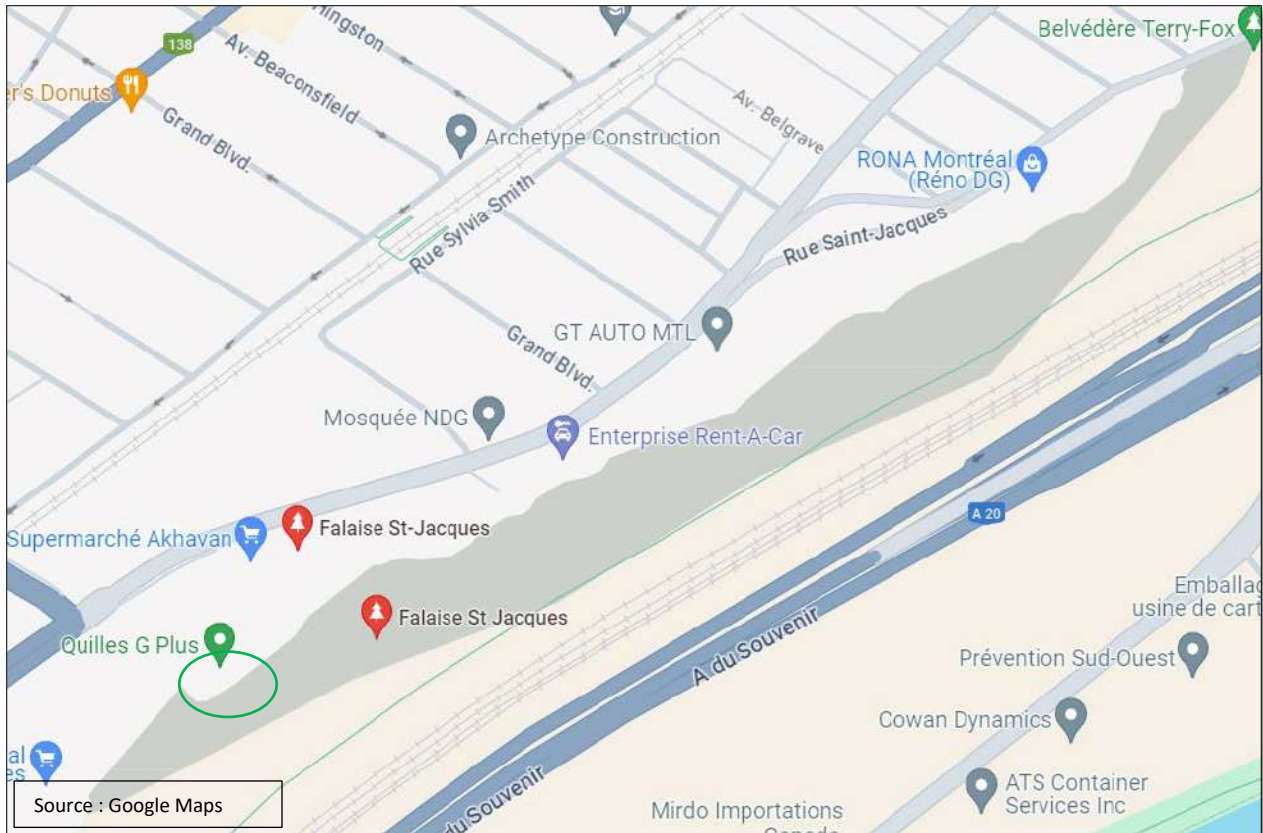 Belvédère Terry-Fox
138
Av. Beaconsfield
Donuts
Grand Blvd.
Archetype Construction
Av. Belgrave
RONA Montréal
(Réno DG)
Rue Sylvia Smith
Rue Saint-Jacques
GT AUTO MTL
Grand Blvd.
Mosquée NDG
Enterprise Rent-A-Car
Supermarché Akhavan
Falaise St-Jacques
A 20
Falaise St Jacques
Quilles G Plus
A du Souvenir
usine de cart
Prévention Sud-Ouest
Cowan Dynamics
ATS Container
Services Inc
Source : Google Maps
du Souvenir
Mirdo Importations